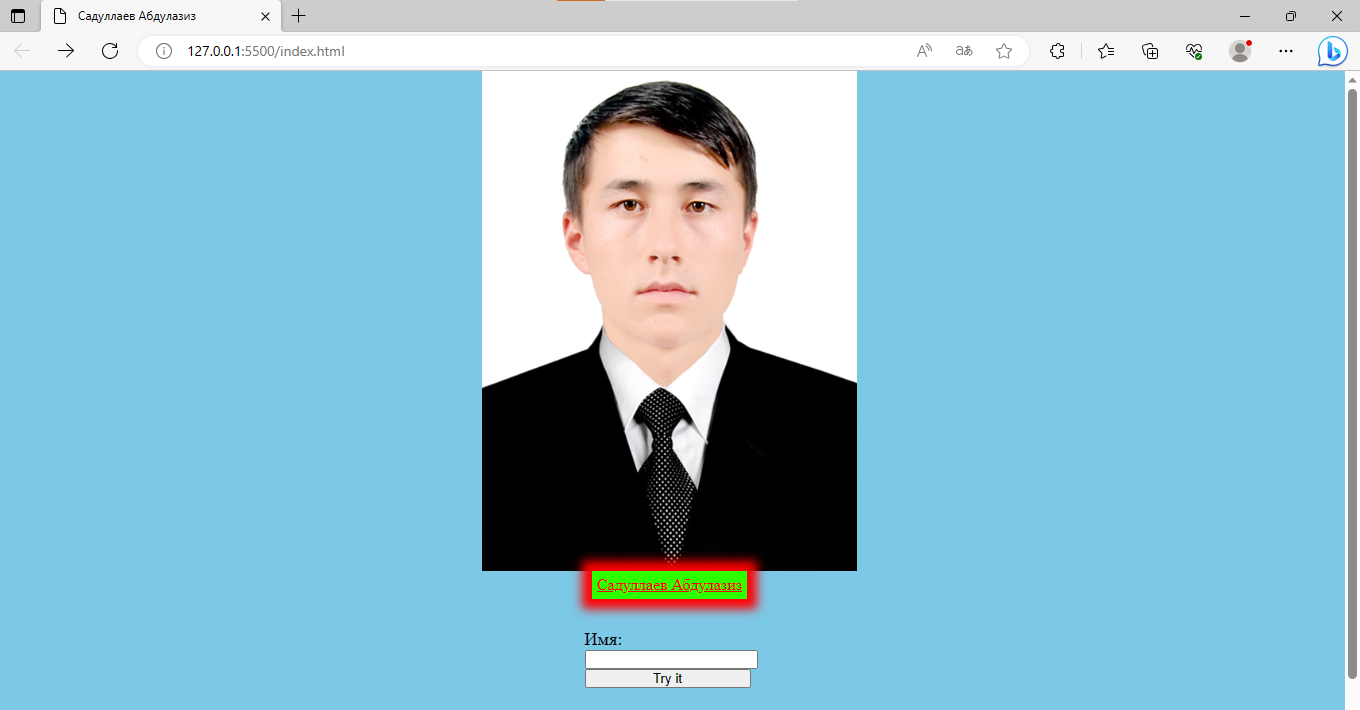 Садуллаев Абдулазиз
127.0.0.1:5500/index.html
Садуллаев Абдулазиз
Имя:
Try it